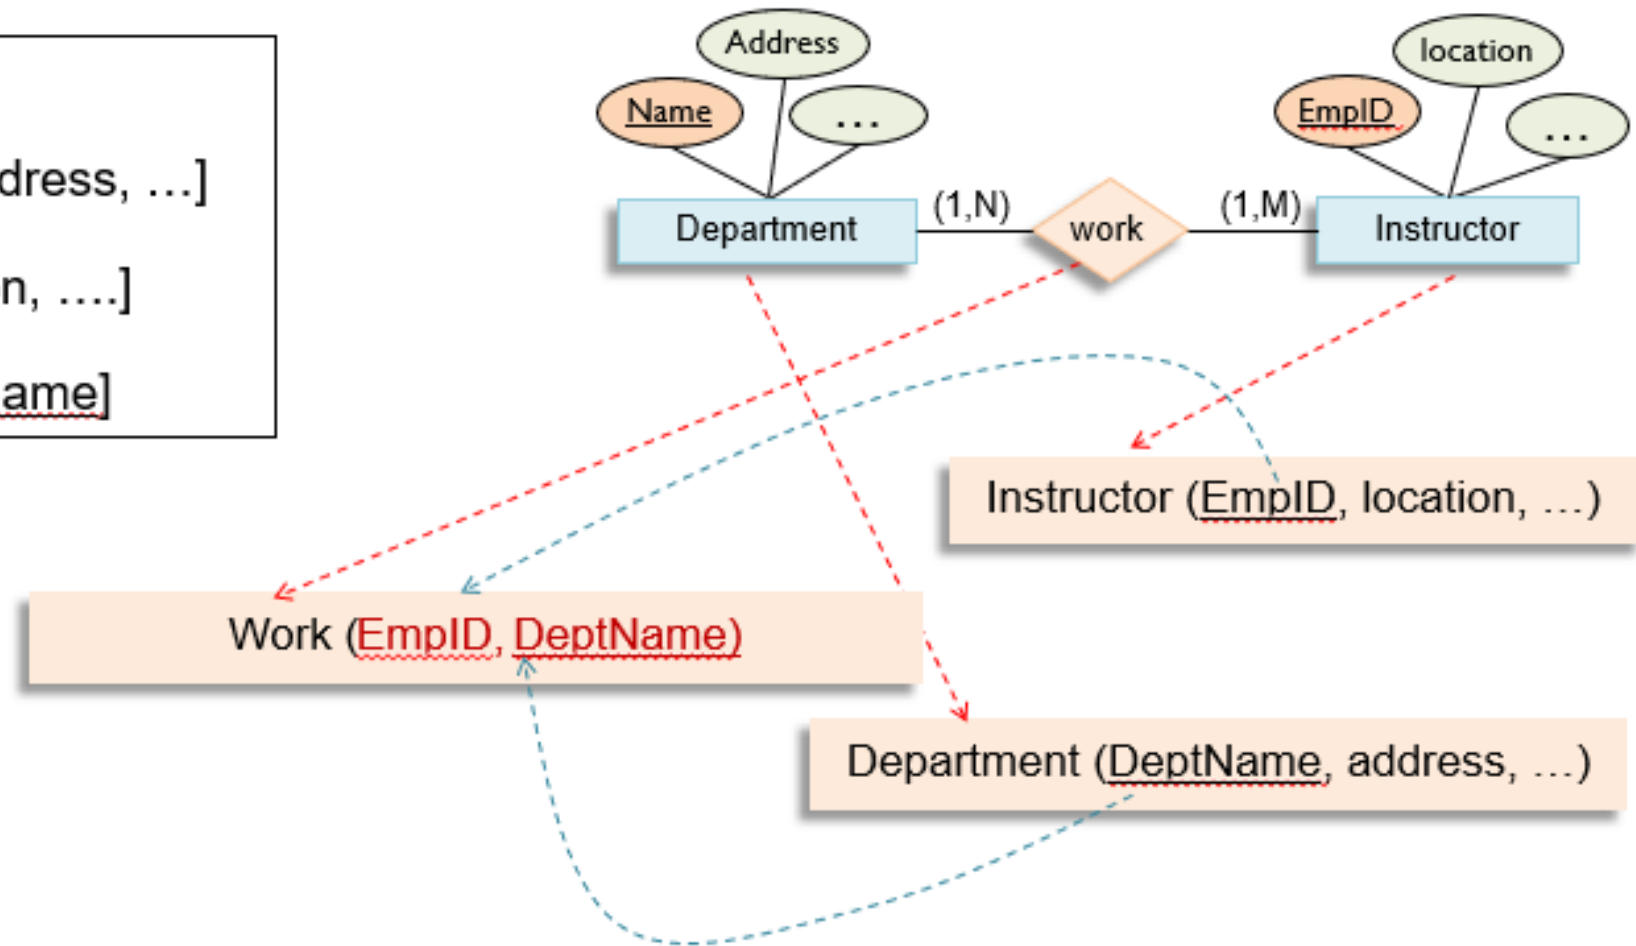 Address
location
Name
...
EmpID
...
dress, ...]
Department (1,N) work (1,M) Instructor
n, ....]
ame]
Instructor (EmpID, location, ...)
Work (EmpID, DeptName)
Department (DeptName, address, ...)